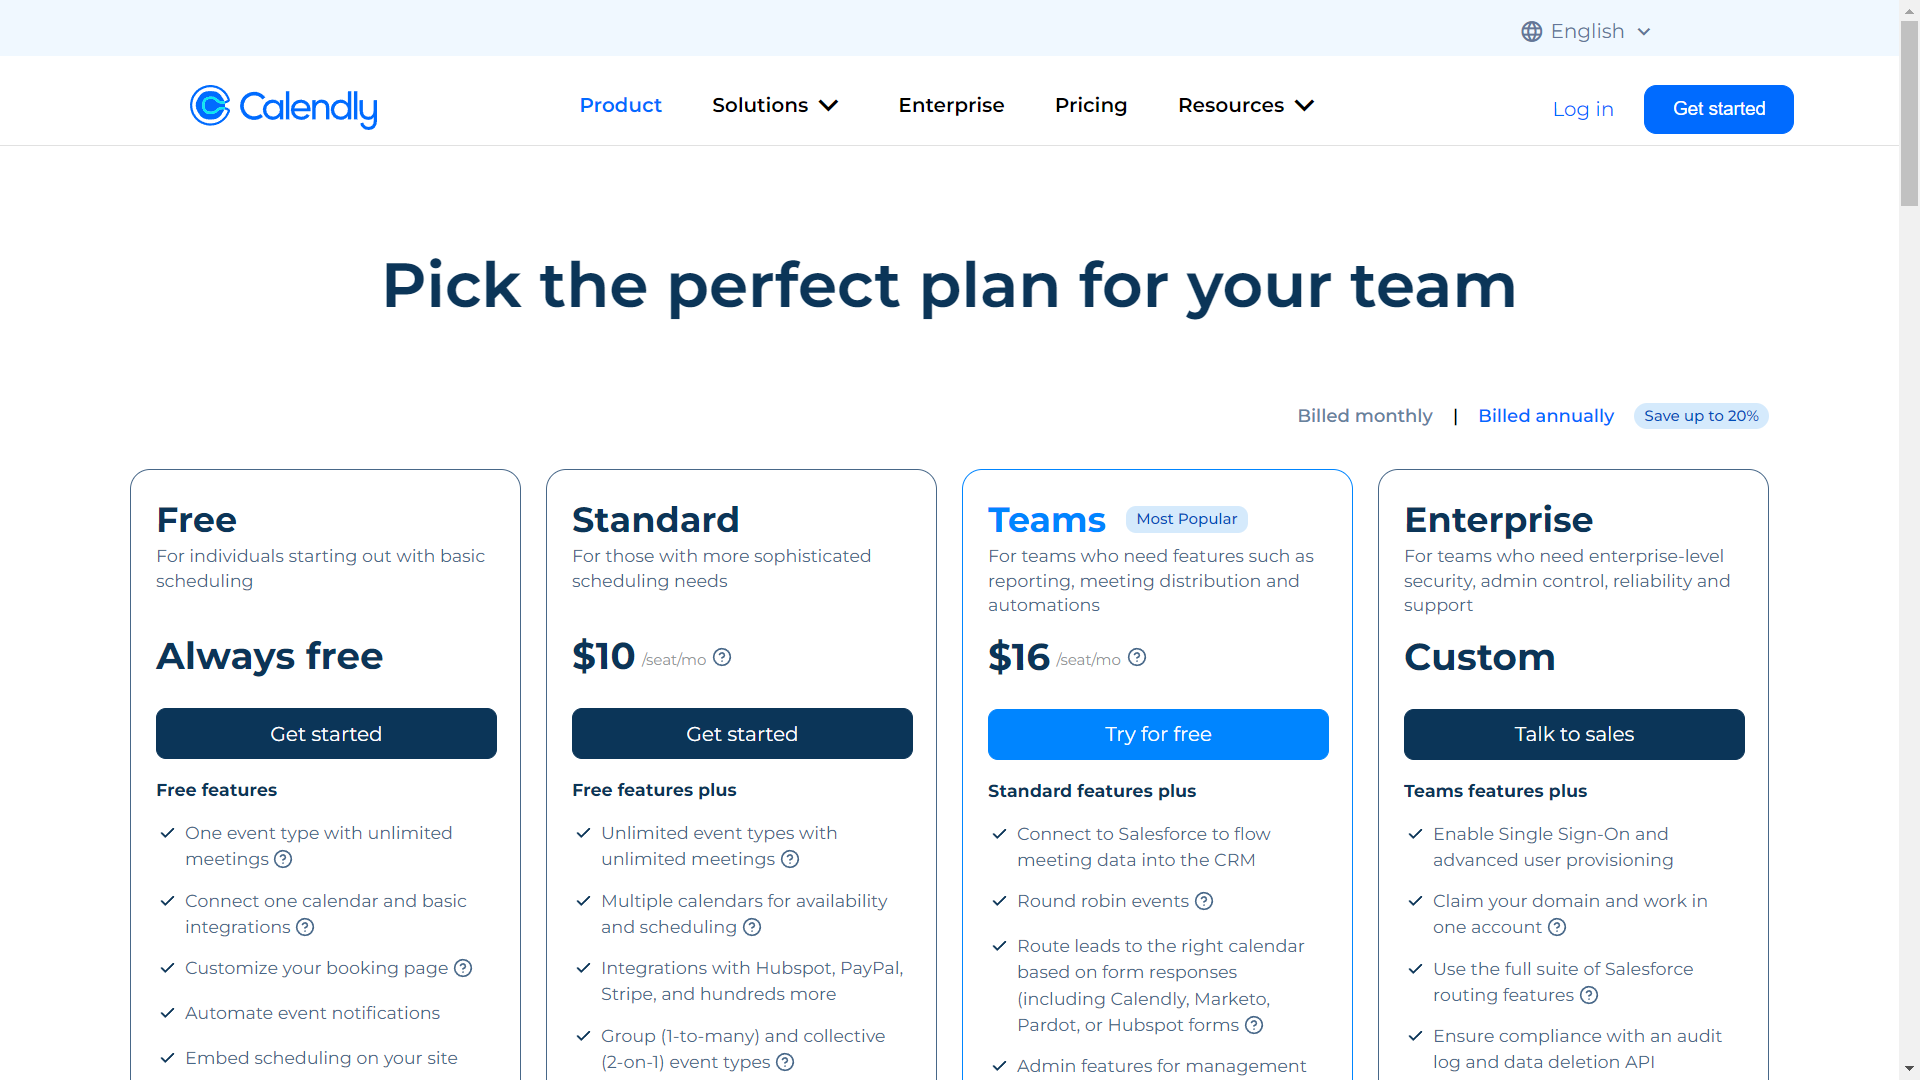 English
Calendly
Product
Solutions
Enterprise
Pricing
Resources
Log in
Get started
Pick the perfect plan for your team
Billed monthly | Billed annually
Save up to 20%
Free
For individuals starting out with basic
scheduling
Always free
Get started
Free features
One event type with unlimited
meetings
Connect one calendar and basic
integrations
Customize your booking page
Automate event notifications
Embed scheduling on your site
Standard
For those with more sophisticated
scheduling needs
$10 /seat/mo
Get started
Free features plus
Unlimited event types with
unlimited meetings
Multiple calendars for availability
and scheduling
Integrations with Hubspot, PayPal,
Stripe, and hundreds more
Group (1-to-many) and collective
(2-on-1) event types
Teams
Most Popular
For teams who need features such as
reporting, meeting distribution and
automations
$16 /seat/mo
Try for free
Standard features plus
Connect to Salesforce to flow
meeting data into the CRM
Round robin events
Route leads to the right calendar
based on form responses
(including Calendly, Marketo,
Pardot, or Hubspot forms
Admin features for management
Enterprise
For teams who need enterprise-level
security, admin control, reliability and
support
Custom
Talk to sales
Teams features plus
Enable Single Sign-On and
advanced user provisioning
Claim your domain and work in
one account
Use the full suite of Salesforce
routing features
Ensure compliance with an audit
log and data deletion API